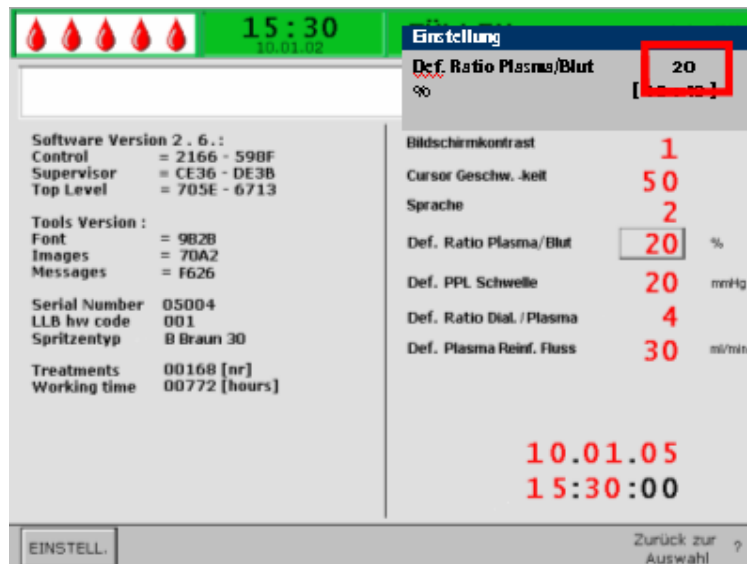 15:30
10.01.02
Einstellung
Def. Ratio Plasma/Blut 20
%
Software Version 2 . 6 . :
Control = 2166 - 598F
Supervisor = CE36 - DE3B
Top Level = 705E - 6713
Tools Version :
Font = 9B2B
Images = 70A2
Messages = F626
Serial Number 05004
LLB hw code 001
Spritzentyp B Braun 30
Treatments 00168 [nr]
Working time 00772 [hours]
Bildschirmkontrast 1
Cursor Geschw. -keit 50
Sprache 2
Def. Ratio Plasma/Blut 20 %
Def. PPL Schwelle 20 mmHg
Def. Ratio Dial. / Plasma 4
Def. Plasma Reinf. Fluss 30 ml/min
10.01.05
15:30:00
EINSTELL.
Zurück zur
Auswahl
?